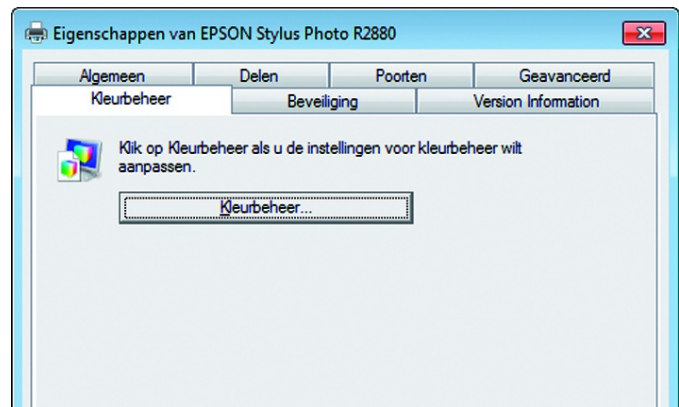 Eigenschappen van EPSON Stylus Photo R2880
Algemeen Delen Poorten Geavanceerd
Kleurbeheer Beveiliging Version Information
Klik op Kleurbeheer als u de instellingen voor kleurbeheer wilt
aanpassen.
Kleurbeheer...